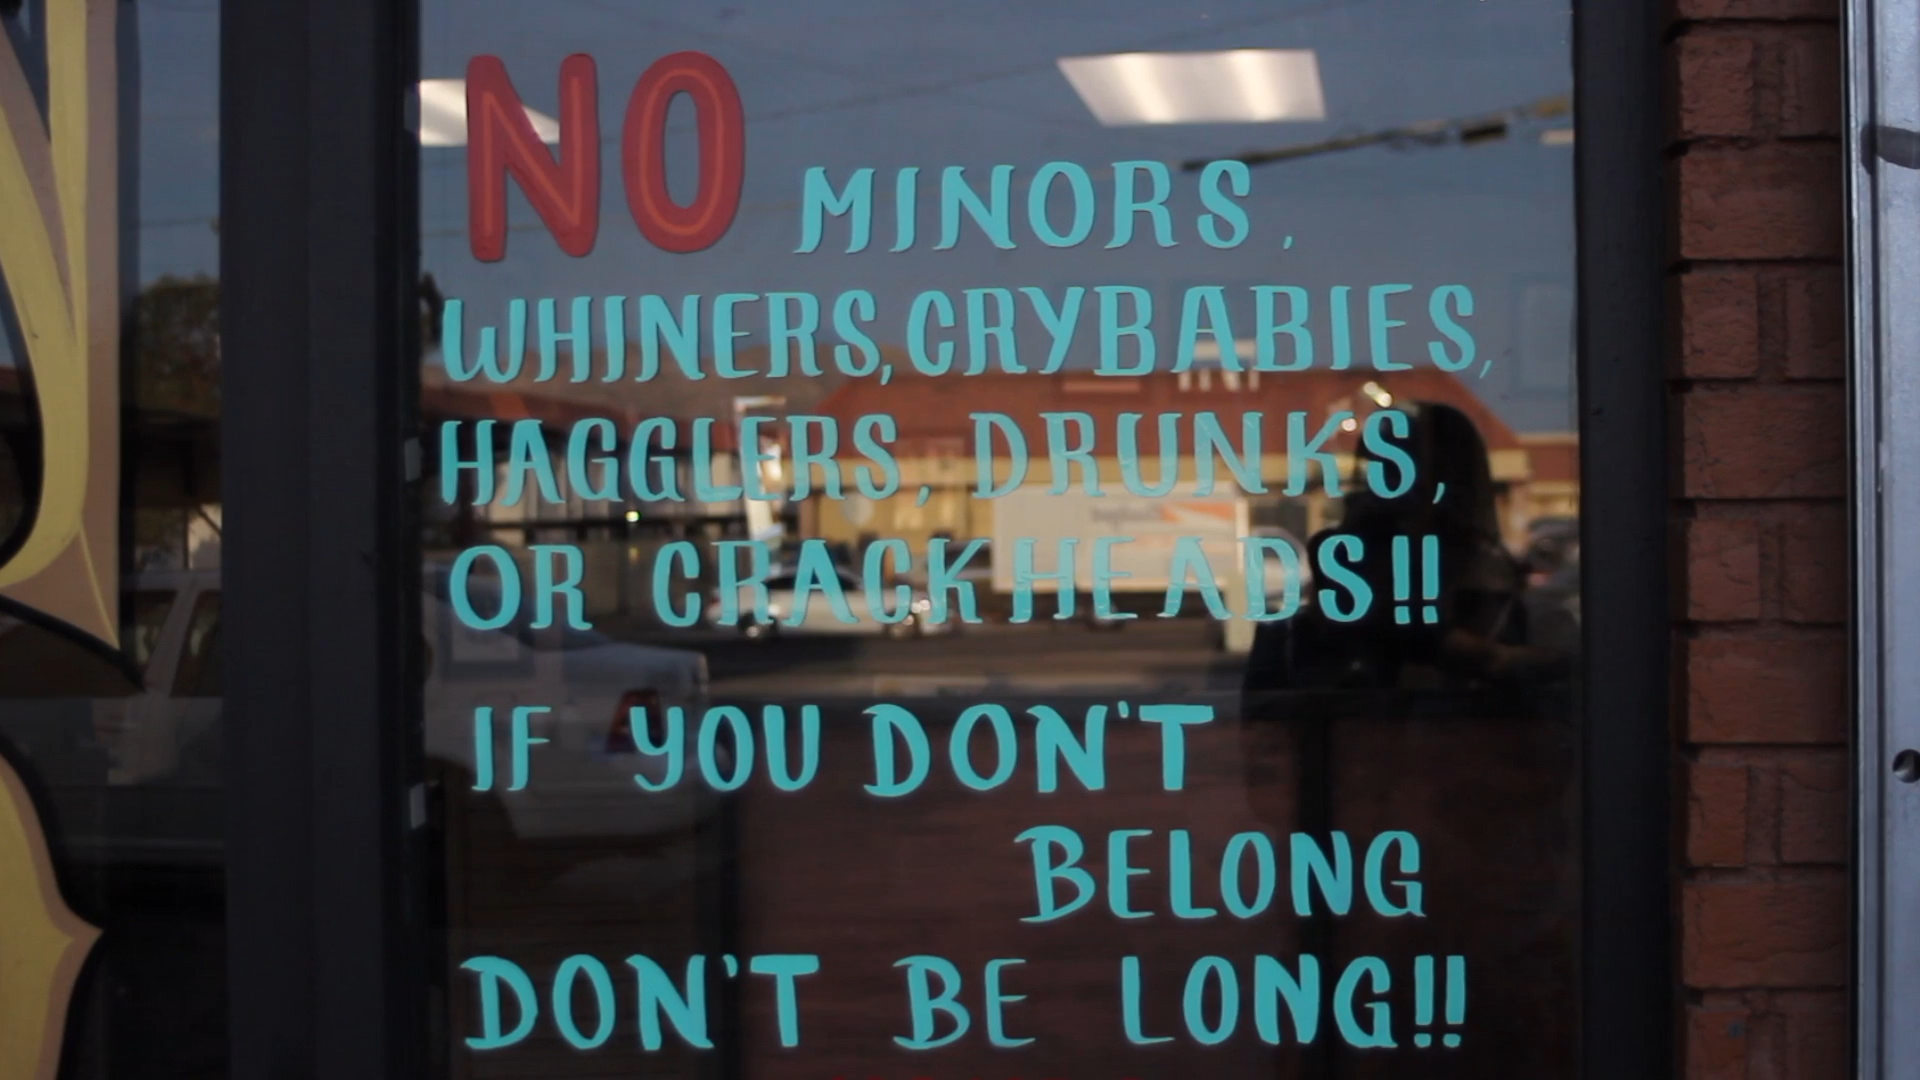 NO MINORS,
WHINERS, CRYBABIES,
HAGGLERS, DRUNKS,
OR CRACKHEADS!!
IF YOU DON'T
BELONG
DON'T BE LONG!!